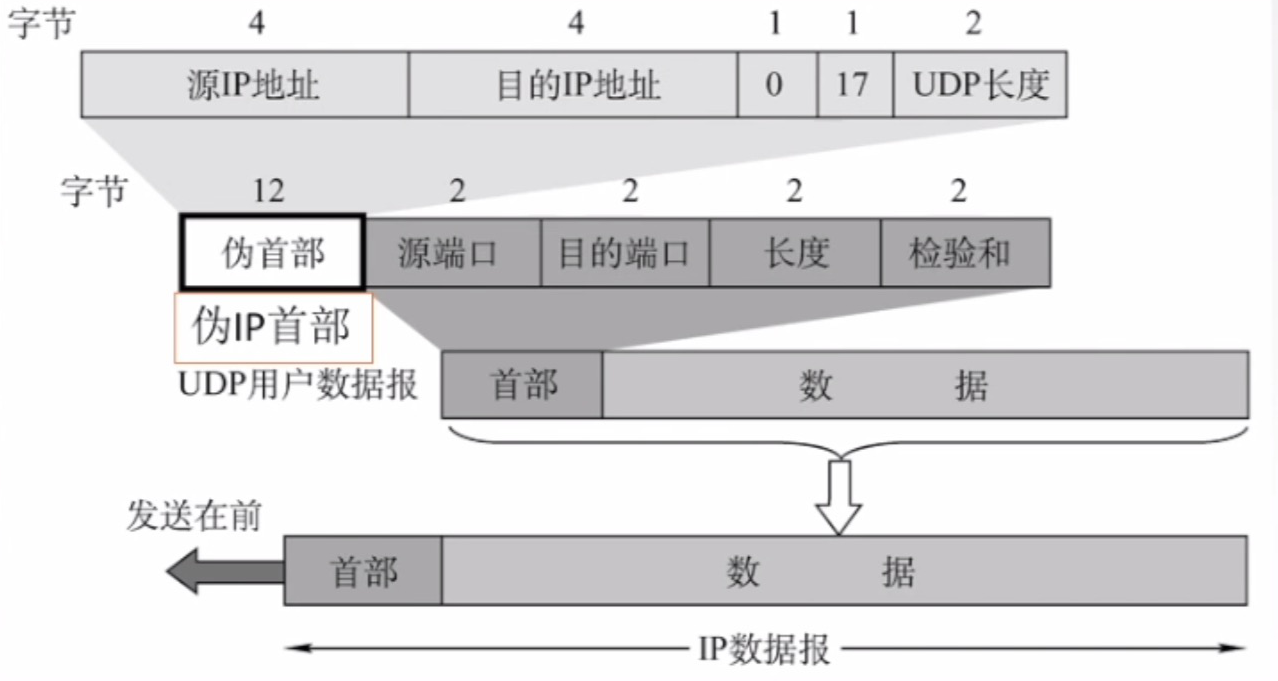 字节 4 4 1 1 2
源IP地址 目的IP地址 0 17 UDP长度
字节 12 2 2 2 2
伪首部 源端口 目的端口 长度 检验和
伪IP首部
UDP用户数据报 首部 数 据
发送在前
首部 数 据
IP数据报